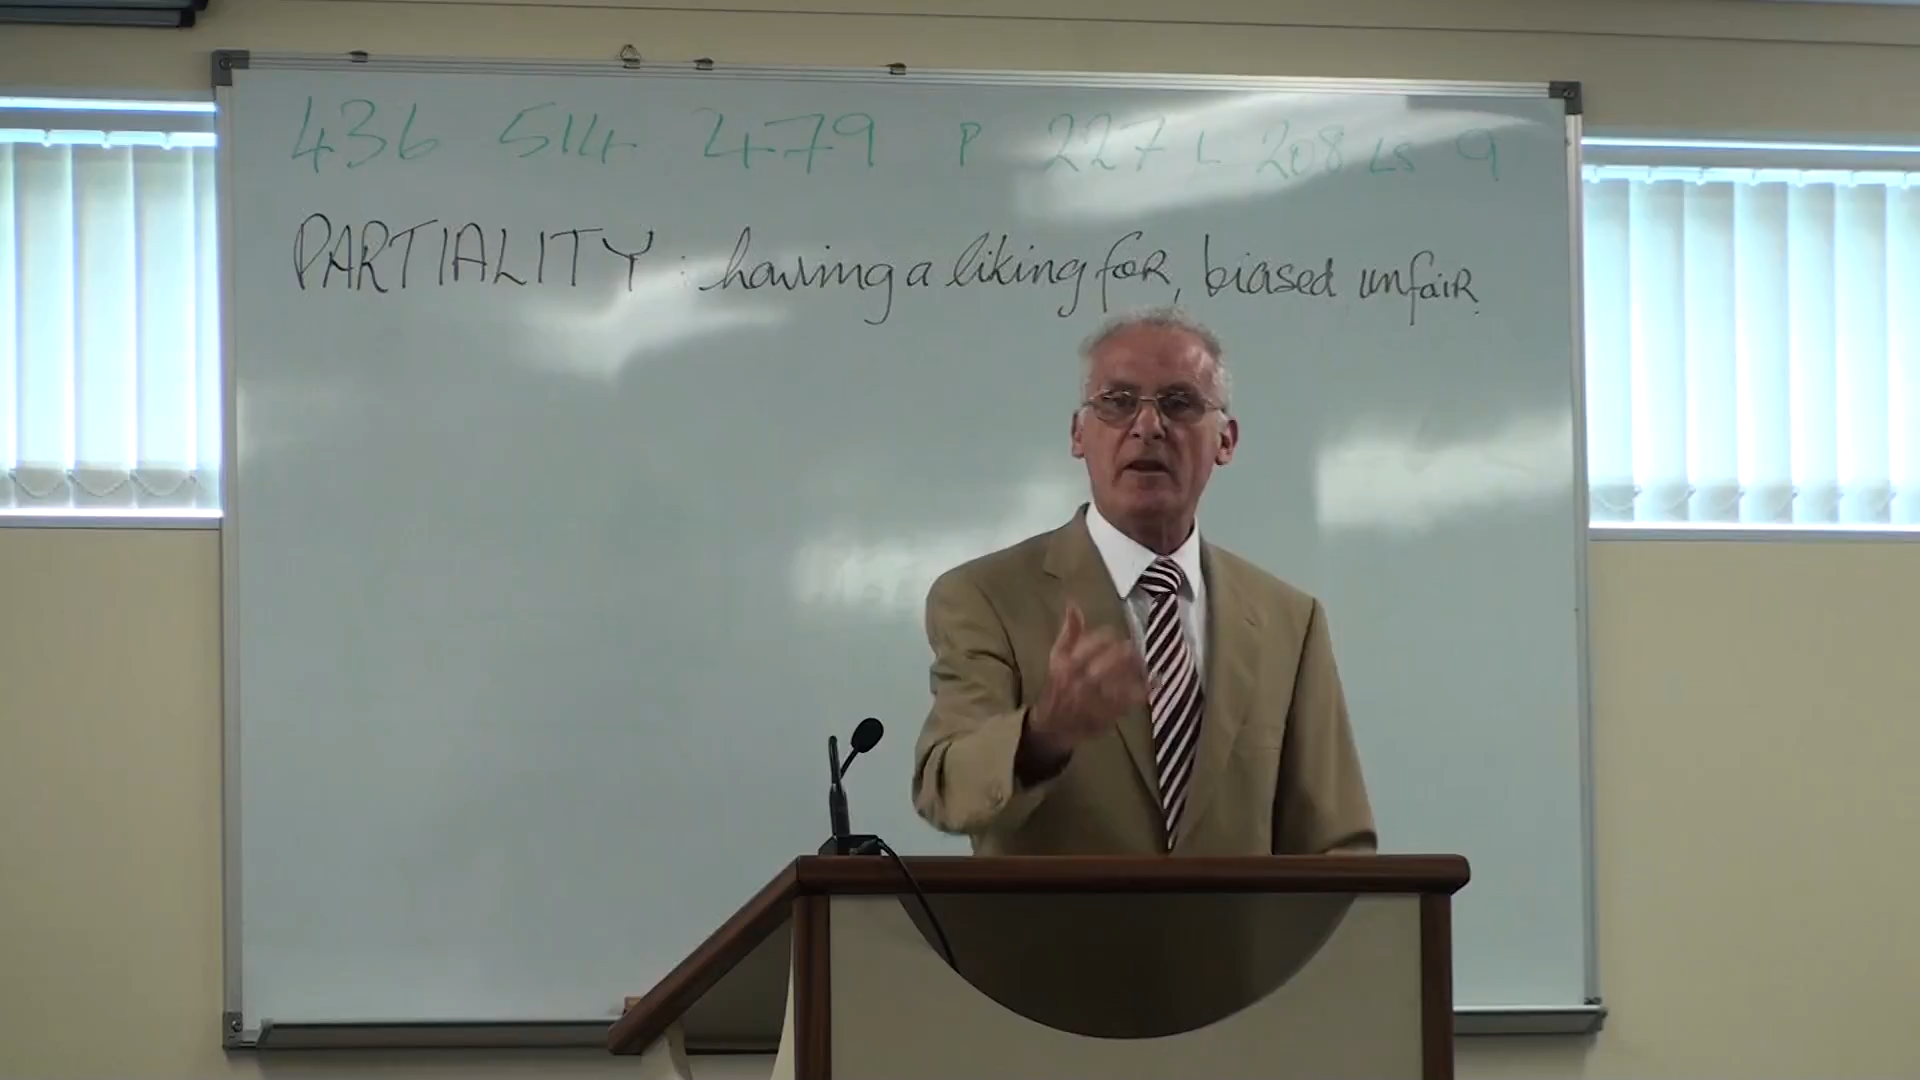 436 514 479 P 227 L 208 LS 9
PARTIALITY : having a liking foR, biased unfaiR.